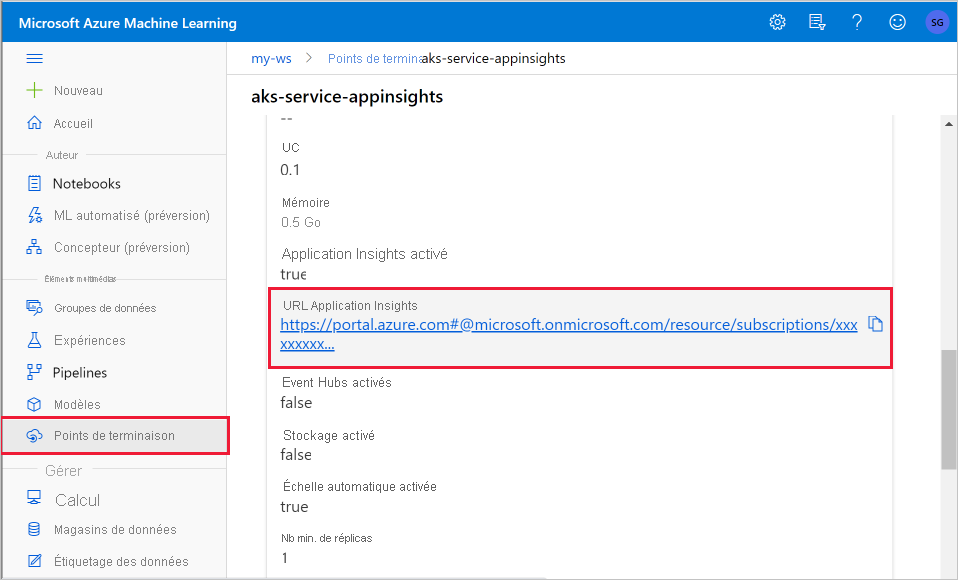 Microsoft Azure Machine Learning
SG
my-ws
Points de termina
aks-service-appinsights
Nouveau
Accueil
Auteur
Notebooks
ML automatisé (préversion)
Concepteur (préversion)
Éléments multimédias
Groupes de données
Expériences
Pipelines
Modèles
Points de terminaison
Gérer
Calcul
Magasins de données
Étiquetage des données
aks-service-appinsights
--
UC
0.1
Mémoire
0.5 Go
Application Insights activé
true
URL Application Insights
https://portal.azure.com#@microsoft.onmicrosoft.com/resource/subscriptions/xxx
xxxxxxx...
Event Hubs activés
false
Stockage activé
false
Échelle automatique activée
true
Nb min. de réplicas
1